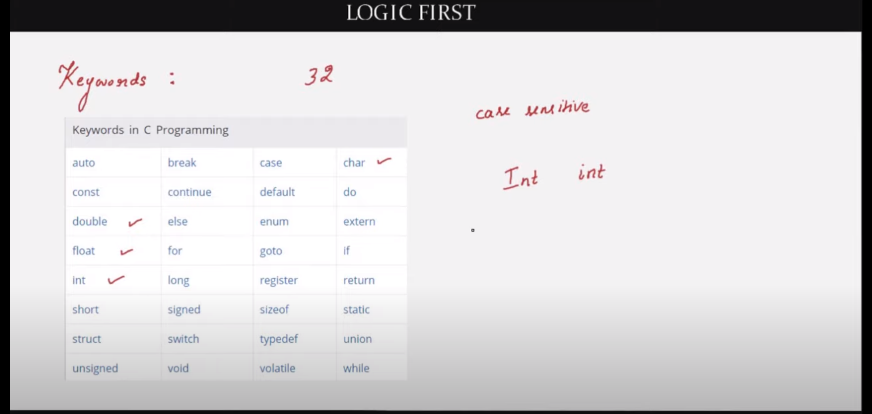 LOGIC FIRST
Keywords : 32
case sensitive
Keywords in C Programming
auto break case char
Int int
const continue default do
double else enum extern
float for goto if
int long register return
short signed sizeof static
struct switch typedef union
unsigned void volatile while